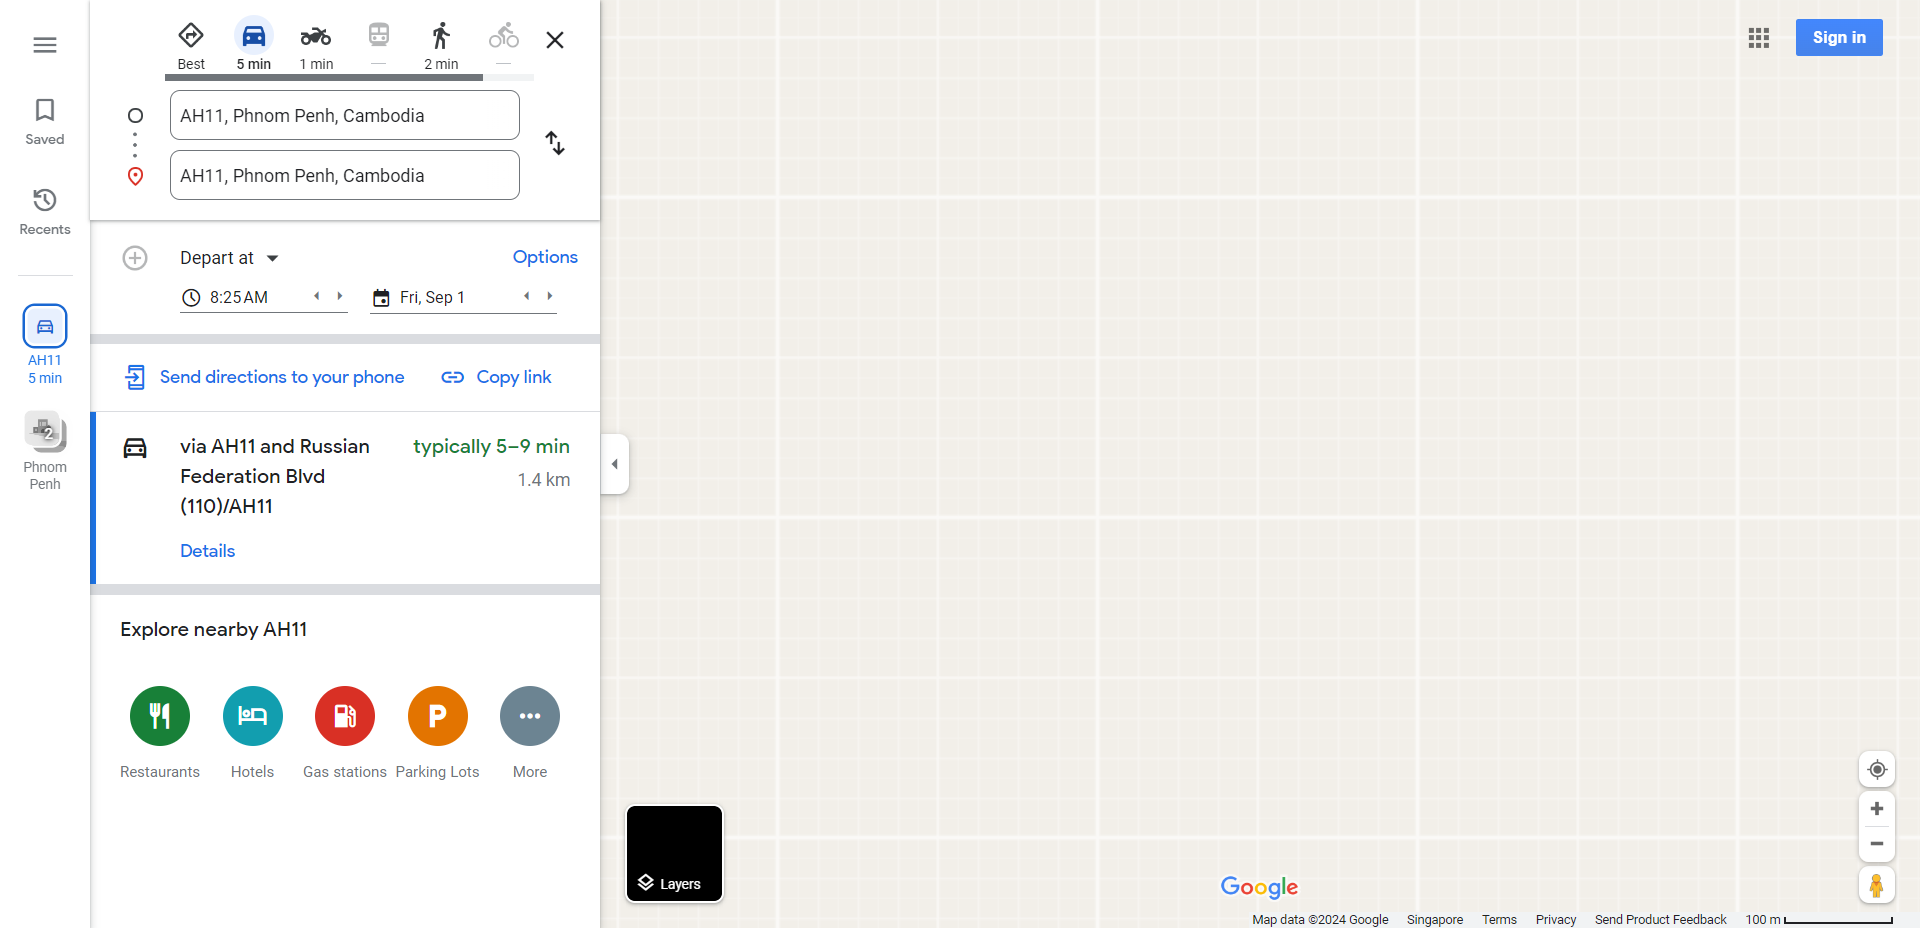 Saved
Recents
AH11
5 min
2
Phnom
Penh
Best
5 min
1 min
2 min
AH11, Phnom Penh, Cambodia
AH11, Phnom Penh, Cambodia
Depart at
Options
8:25 AM
Fri, Sep 1
Send directions to your phone
Copy link
via AH11 and Russian
Federation Blvd
(110)/AH11
typically 5–9 min
1.4 km
Details
Explore nearby AH11
P
Restaurants
Hotels
Gas stations
Parking Lots
More
Sign in
Layers
Google
Map data ©2024 Google
Singapore
Terms
Privacy
Send Product Feedback
100 m